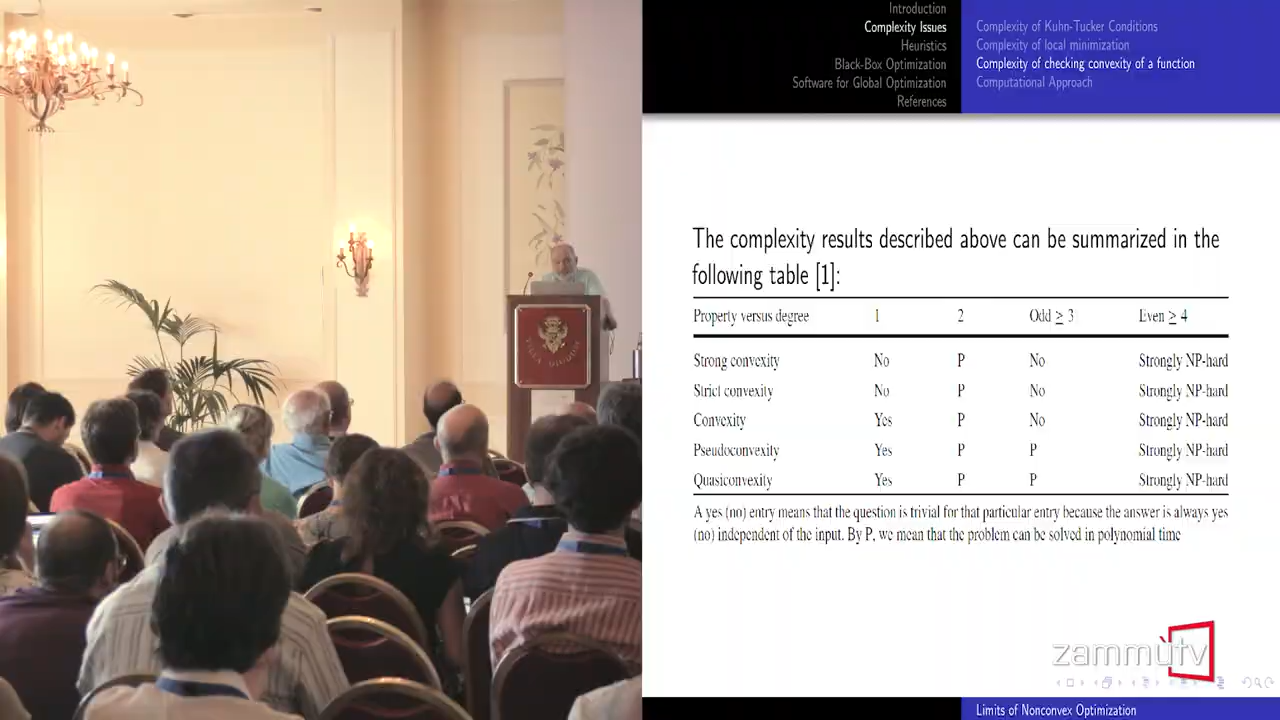 Introduction
Complexity Issues
Heuristics
Black-Box Optimization
Software for Global Optimization
References
Complexity of Kuhn-Tucker Conditions
Complexity of local minimization
Complexity of checking convexity of a function
Computational Approach
The complexity results described above can be summarized in the
following table [1]:
Property versus degree 1 2 Odd ≥ 3 Even ≥ 4
Strong convexity No P No Strongly NP-hard
Strict convexity No P No Strongly NP-hard
Convexity Yes P No Strongly NP-hard
Pseudoconvexity Yes P P Strongly NP-hard
Quasiconvexity Yes P P Strongly NP-hard
A yes (no) entry means that the question is trivial for that particular entry because the answer is always yes
(no) independent of the input. By P, we mean that the problem can be solved in polynomial time
zammùtv
Limits of Nonconvex Optimization